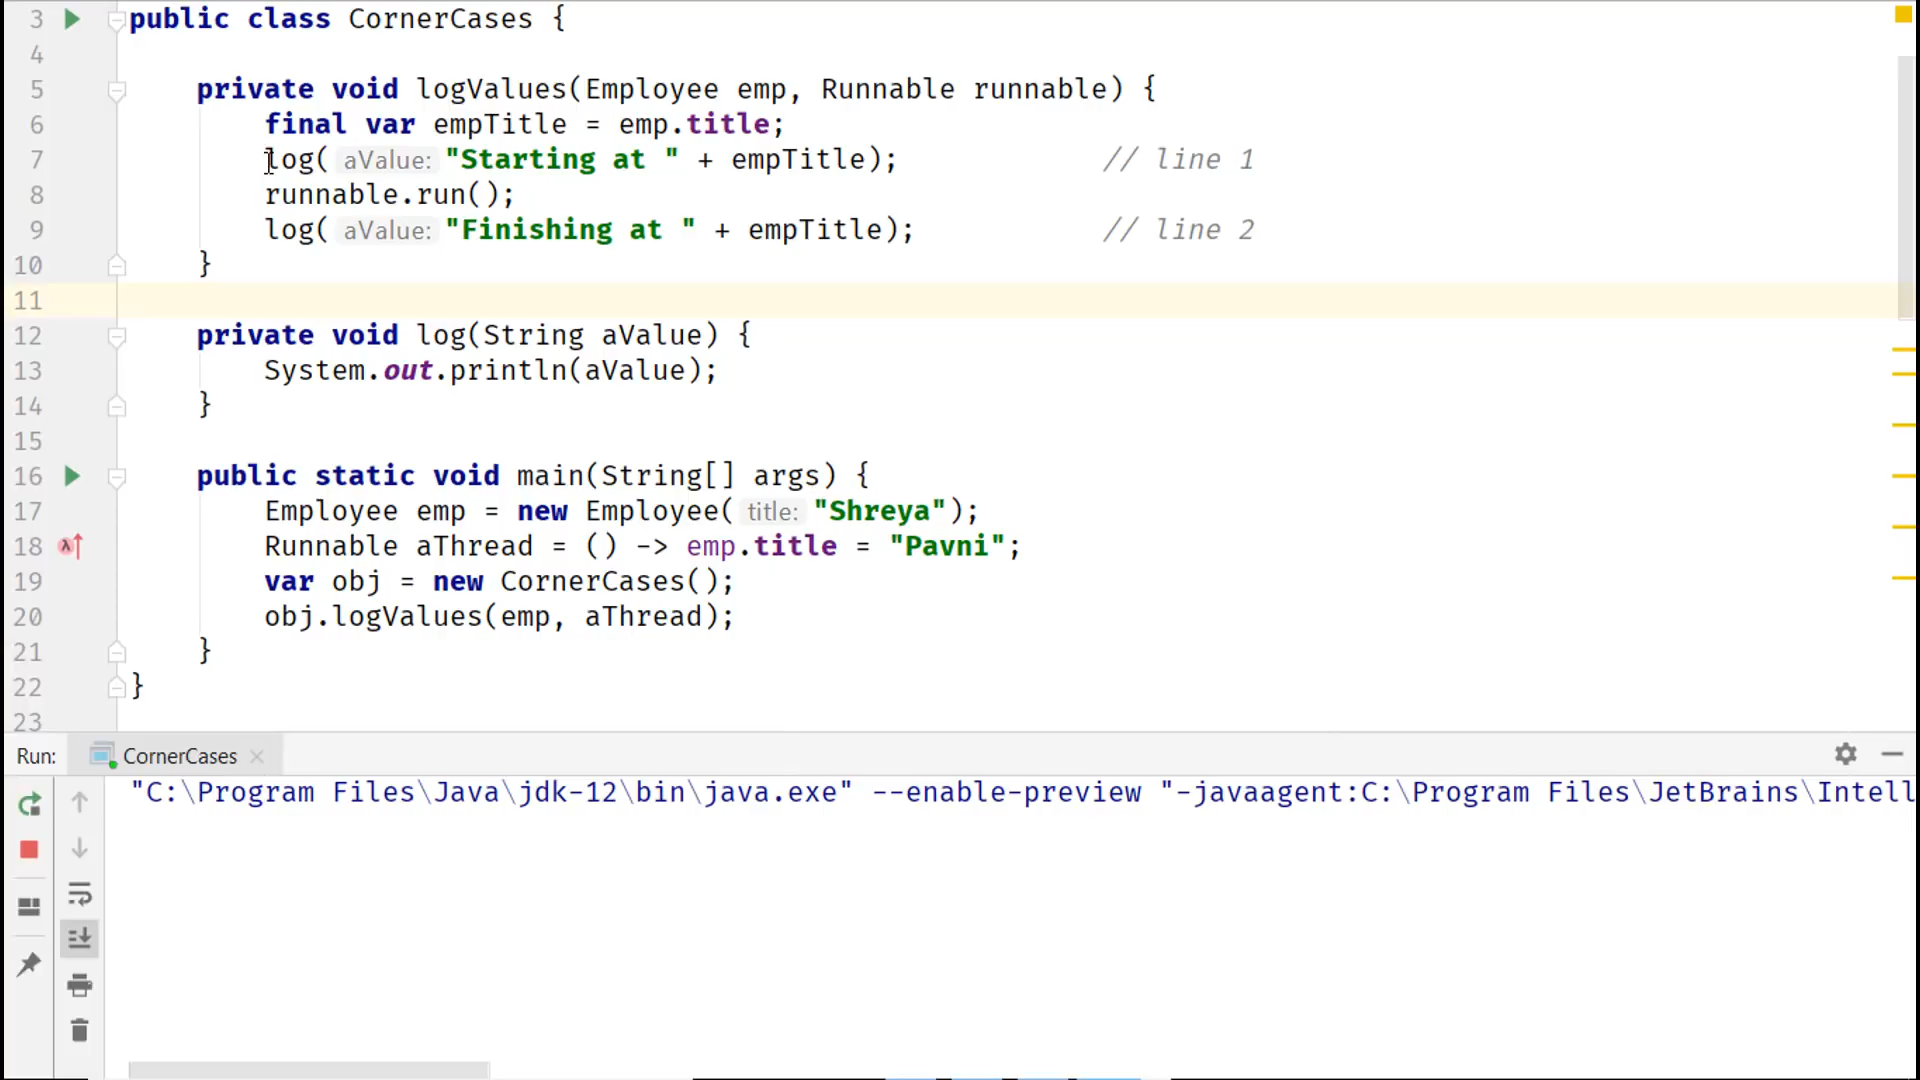 3 public class CornerCases {
4
5 private void logValues(Employee emp, Runnable runnable) {
6 final var empTitle = emp.title;
7 log( aValue: "Starting at " + empTitle); // line 1
8 runnable.run();
9 log( aValue: "Finishing at " + empTitle); // line 2
10 }
11
12 private void log(String aValue) {
13 System.out.println(aValue);
14 }
15
16 public static void main(String[] args) {
17 Employee emp = new Employee( title: "Shreya");
18 Runnable aThread = () -> emp.title = "Pavni";
19 var obj = new CornerCases();
20 obj.logValues(emp, aThread);
21 }
22 }
23
Run: CornerCases
"C:\Program Files\Java\jdk-12\bin\java.exe" --enable-preview "-javaagent:C:\Program Files\JetBrains\Intell